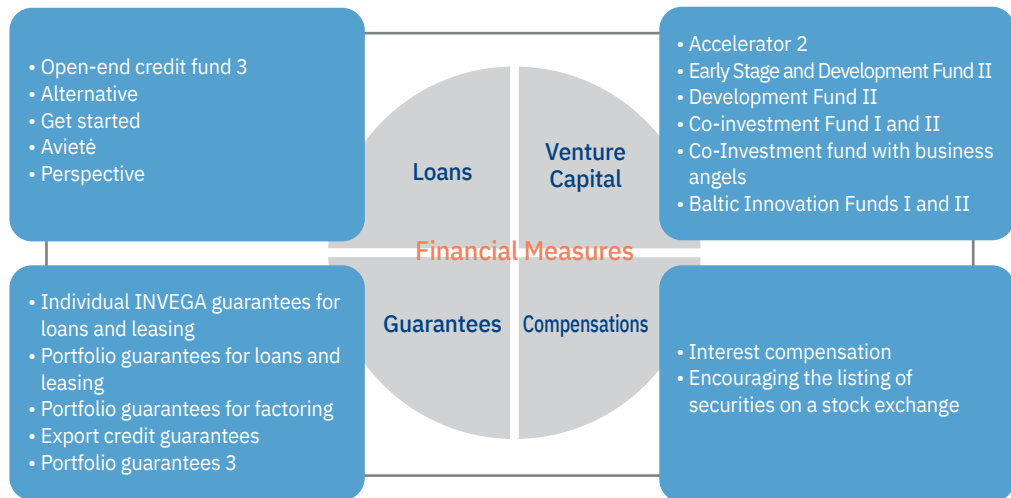 • Open-end credit fund 3
• Alternative
• Get started
• Avietė
• Perspective
• Accelerator 2
• Early Stage and Development Fund II
• Development Fund II
• Co-investment Fund I and II
• Co-Investment fund with business
angels
• Baltic Innovation Funds I and II
Loans
Venture
Capital
Financial Measures
Guarantees
Compensations
• Individual INVEGA guarantees for
loans and leasing
• Portfolio guarantees for loans and
leasing
• Portfolio guarantees for factoring
• Export credit guarantees
• Portfolio guarantees 3
• Interest compensation
• Encouraging the listing of
securities on a stock exchange